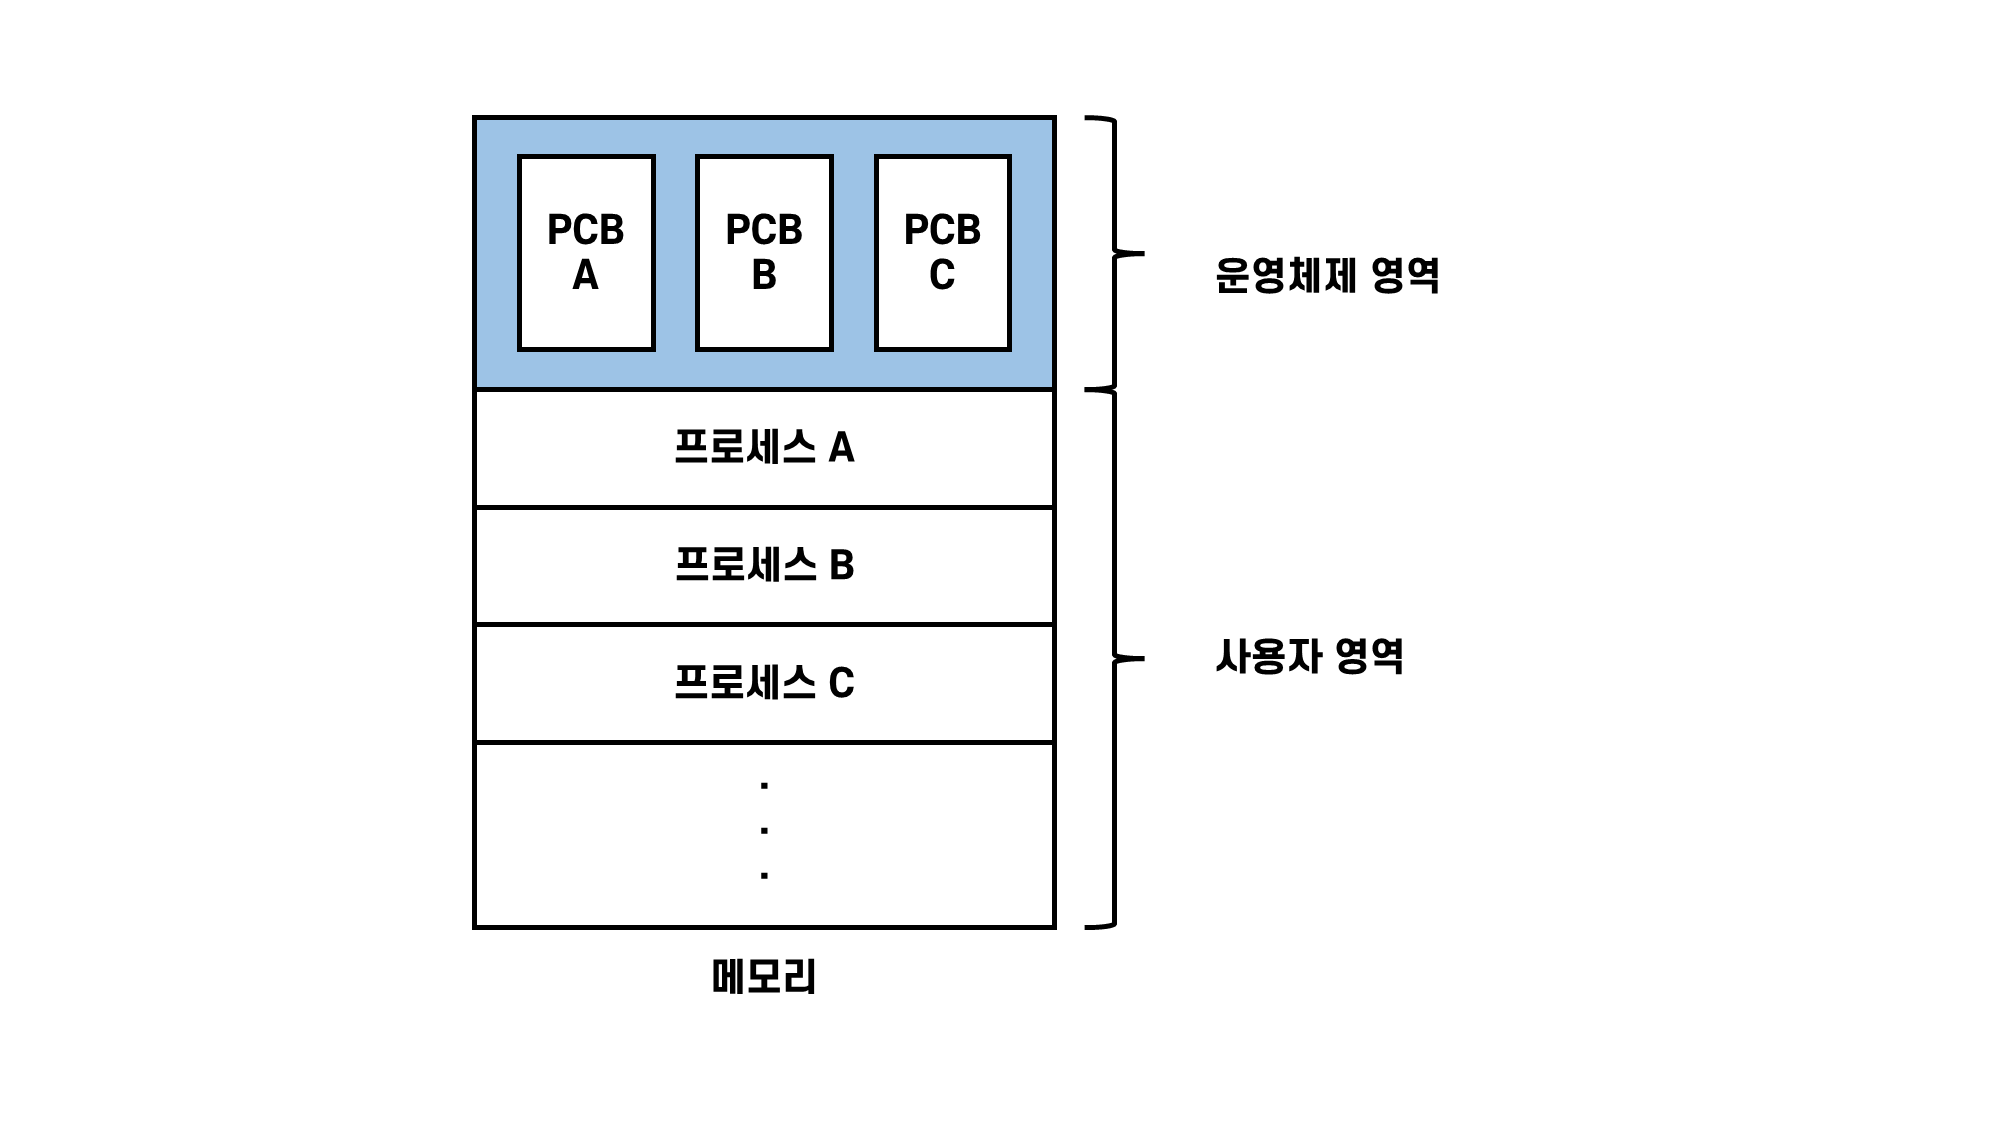 PCB
A
PCB
B
PCB
C
운영체제 영역
프로세스 A
프로세스 B
프로세스 C
.
.
.
사용자 영역
메모리